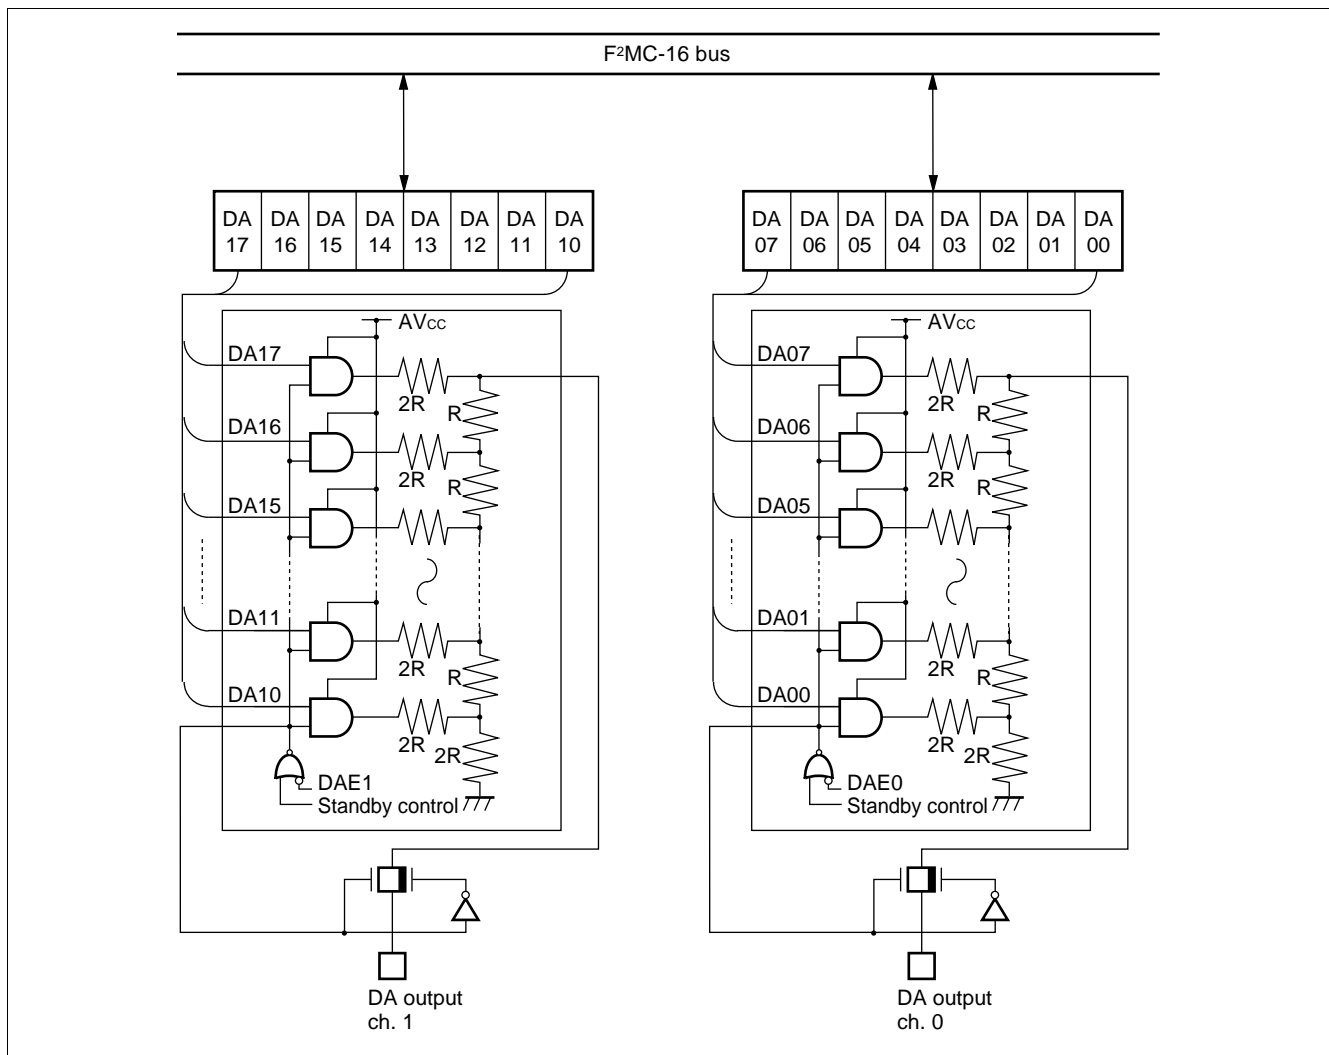 F²MC-16 bus
DA 17 DA 16 DA 15 DA 14 DA 13 DA 12 DA 11 DA 10
DA 07 DA 06 DA 05 DA 04 DA 03 DA 02 DA 01 DA 00
AVCC
DA17
2R
R
DA16
2R
R
DA15
DA11
2R
R
DA10
2R
2R
DAE1
Standby control
DA output
ch. 1
AVCC
DA07
2R
R
DA06
2R
R
DA05
DA01
2R
R
DA00
2R
2R
DAE0
Standby control
DA output
ch. 0